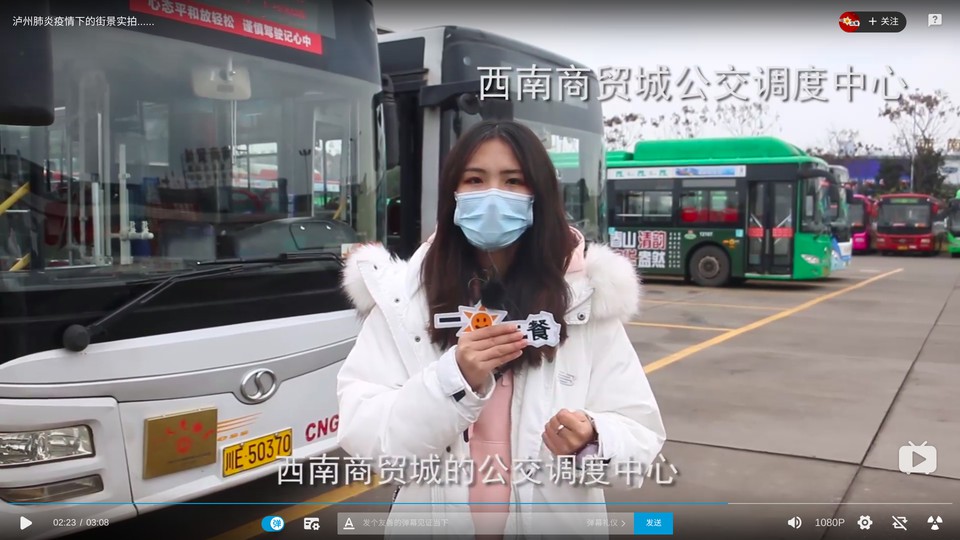 泸州肺炎疫情下的街景实拍......
心态平和放轻松 谨慎驾驶记心中
+ 关注
西南商贸城公交调度中心
一
餐
川E·50370
CNG
西南商贸城的公交调度中心
02:23 / 03:08
弹
A
发个友善的弹幕见证当下
弹幕礼仪 >
发送
1080P